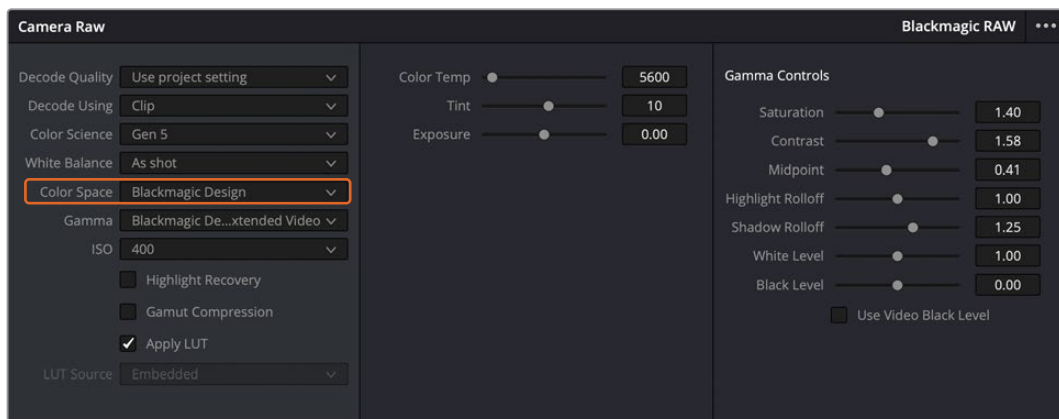 Camera Raw
Blackmagic RAW
Decode Quality Use project setting
Decode Using Clip
Color Science Gen 5
White Balance As shot
Color Space Blackmagic Design
Gamma Blackmagic De...xtended Video
ISO 400
Highlight Recovery
Gamut Compression
Apply LUT
LUT Source Embedded
Color Temp 5600
Tint 10
Exposure 0.00
Gamma Controls
Saturation 1.40
Contrast 1.58
Midpoint 0.41
Highlight Rolloff 1.00
Shadow Rolloff 1.25
White Level 1.00
Black Level 0.00
Use Video Black Level